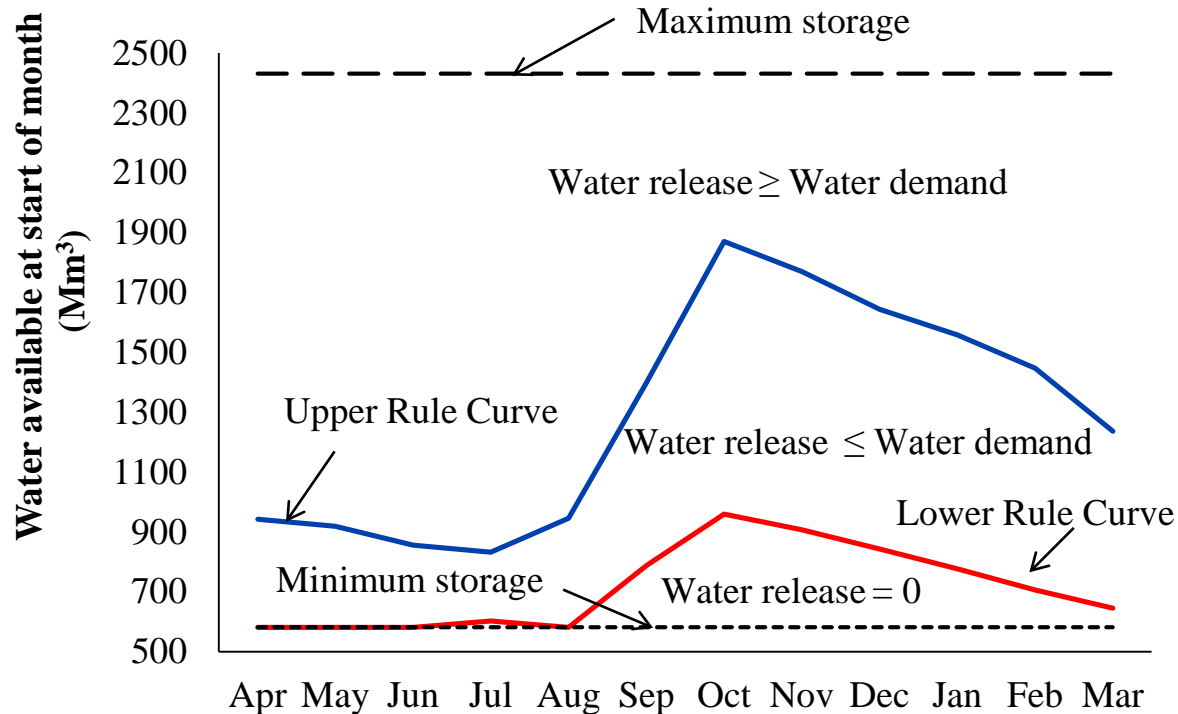 Maximum storage
Water available at start of month
(Mm³)
2500
2300
2100
1900
1700
1500
1300
1100
900
700
500
Water release ≥ Water demand
Upper Rule Curve
Water release ≤ Water demand
Lower Rule Curve
Minimum storage
Water release = 0
Apr May Jun Jul Aug Sep Oct Nov Dec Jan Feb Mar